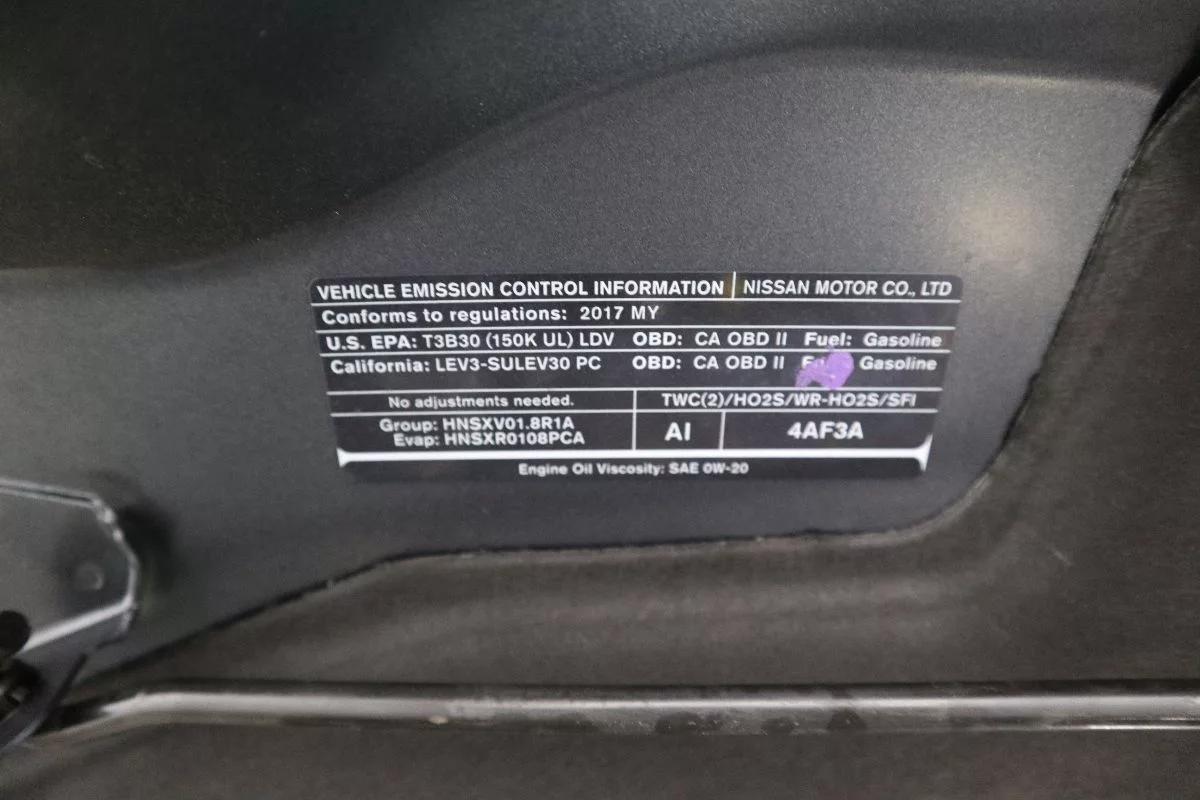 VEHICLE EMISSION CONTROL INFORMATION NISSAN MOTOR CO., LTD
Conforms to regulations: 2017 MY
U.S. EPA: T3B30 (150K UL) LDV OBD: CA OBD II Fuel: Gasoline
California: LEV3-SULEV30 PC OBD: CA OBD II Gasoline
No adjustments needed. TWC(2)/HO2S/WR-HO2S/SFI
Group: HNSXV01.8R1A
Evap: HNSXR0108PCA
AI 4AF3A
Engine Oil Viscosity: SAE 0W-20